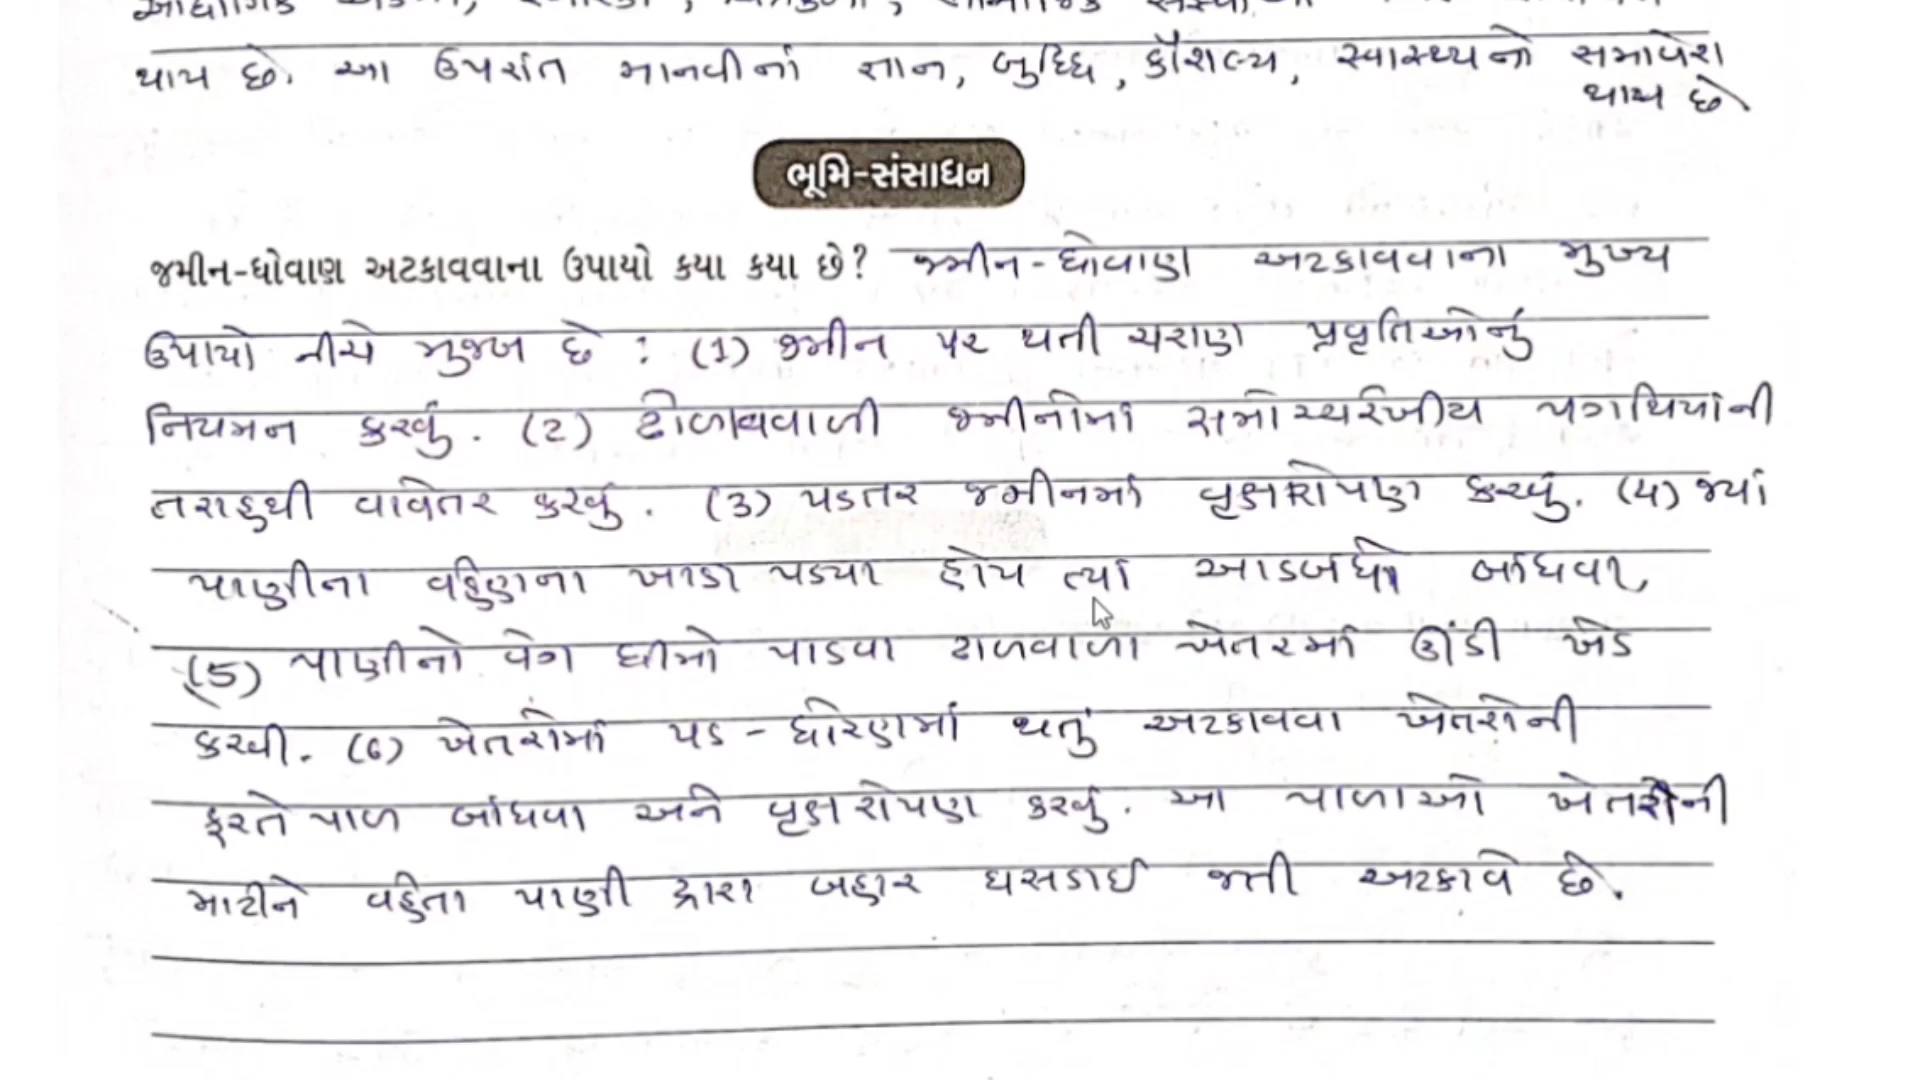 થાય છે. આ ઉપરાંત માનવીનાં જ્ઞાન, બુધ્ધિ, કૌશલ્ય, સ્વાસ્થ્યનો સમાવેશ
થાય છે
ભૂમિ-સંસાધન
જમીન-ધોવાણ અટકાવવાના ઉપાયો કયા કયા છે? જમીન-ધોવાણ અટકાવવાના મુખ્ય
ઉપાયો નીચે મુજબ છે : (1) જમીન પર થતી ચરાણ પ્રવૃતિઓનું
નિયમન કરવું. (2) ઢોળાવવાળી જમીનોમાં સમોચ્ચરેખીય પગથિયાંની
તરાહથી વાવેતર કરવું. (3) પડતર જમીનમાં વૃક્ષારોપણ કરવું. (4) જ્યાં
પાણીના વહેણના ખાડા પડ્યા હોય ત્યાં આડબંધો બાંધવા,
(5) પાણીનો વેગ ધીમો પાડવા ઢાળવાળા ખેતરમાં ઊંડી ખેડ
કરવી. (6) ખેતરોમાં પડ-ધોરણમાં થતું અટકાવવા ખેતરોની
ફરતે પાળ બાંધવા અને વૃક્ષારોપણ કરવું. આ પાળાઓ ખેતરોની
માટીને વહેતા પાણી દ્વારા બહાર ઘસડાઈ જતી અટકાવે છે.